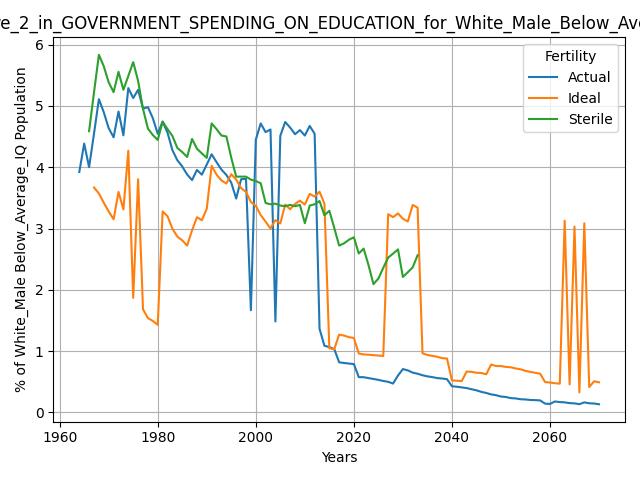 re_2_in_GOVERNMENT_SPENDING_ON_EDUCATION_for_White_Male_Below_Ave
6
5
4
3
2
1
0
% of White_Male Below_Average_IQ Population
Fertility
Actual
Ideal
Sterile
1960 1980 2000 2020 2040 2060
Years